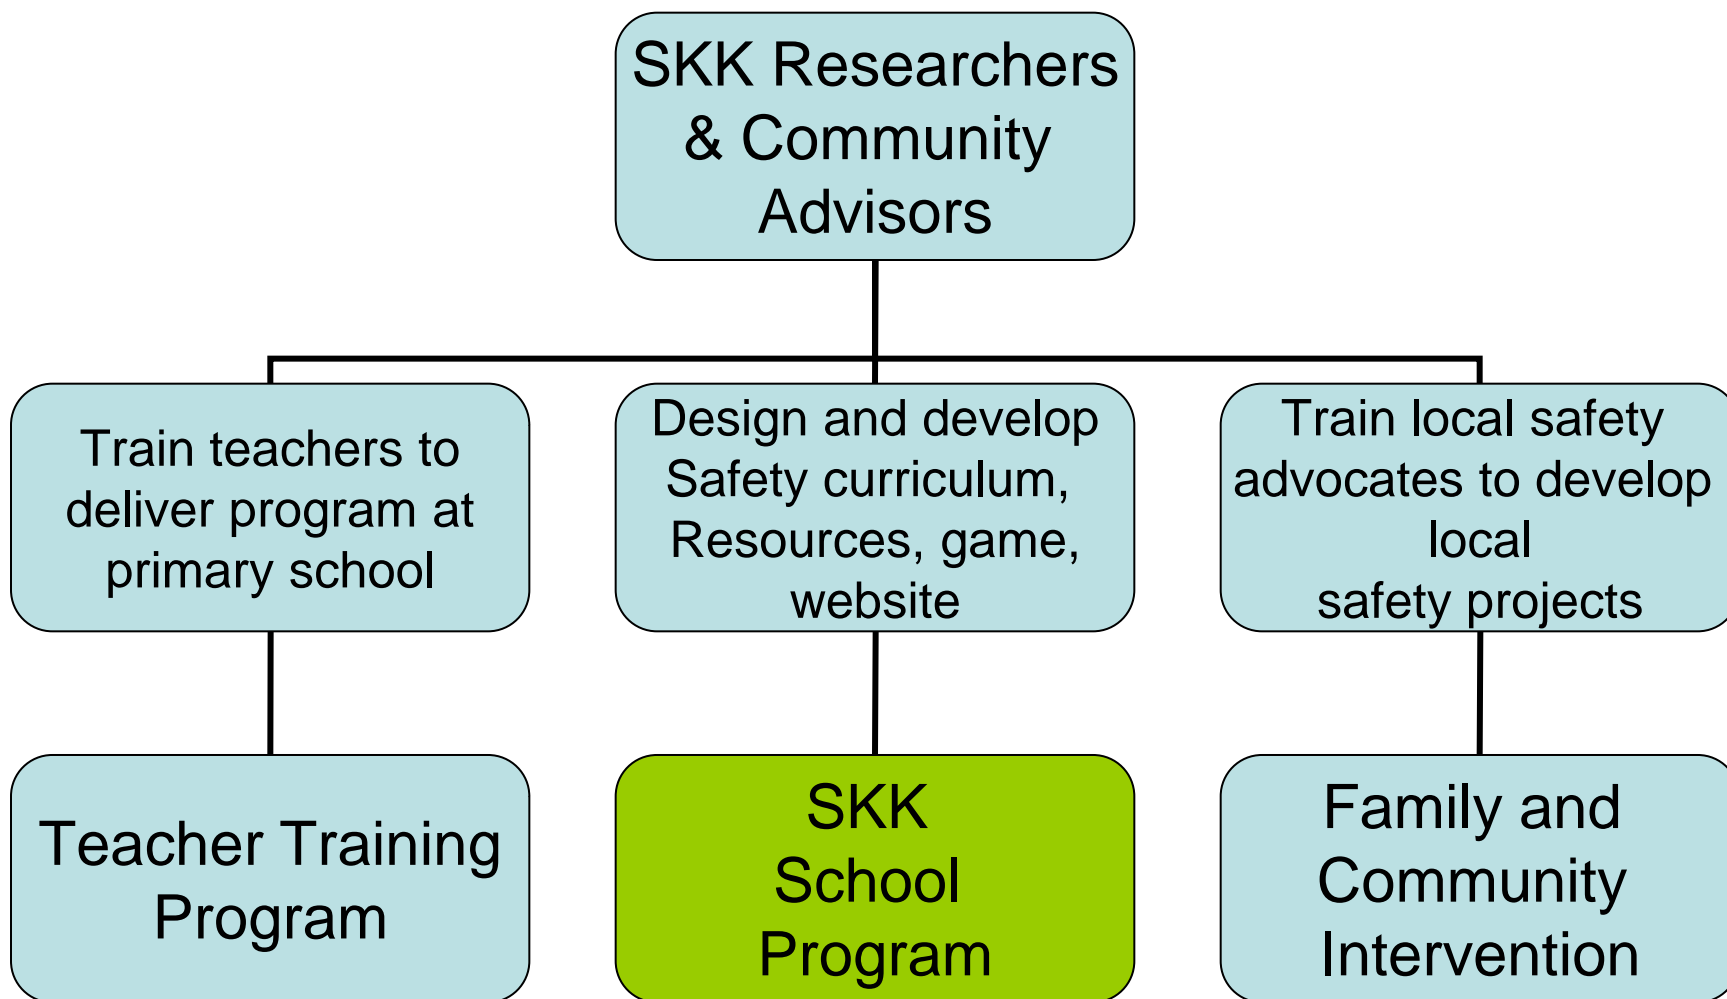 SKK Researchers
& Community
Advisors
Train teachers to
deliver program at
primary school
Design and develop
Safety curriculum,
Resources, game,
website
Train local safety
advocates to develop
local
safety projects
Teacher Training
Program
SKK
School
Program
Family and
Community
Intervention